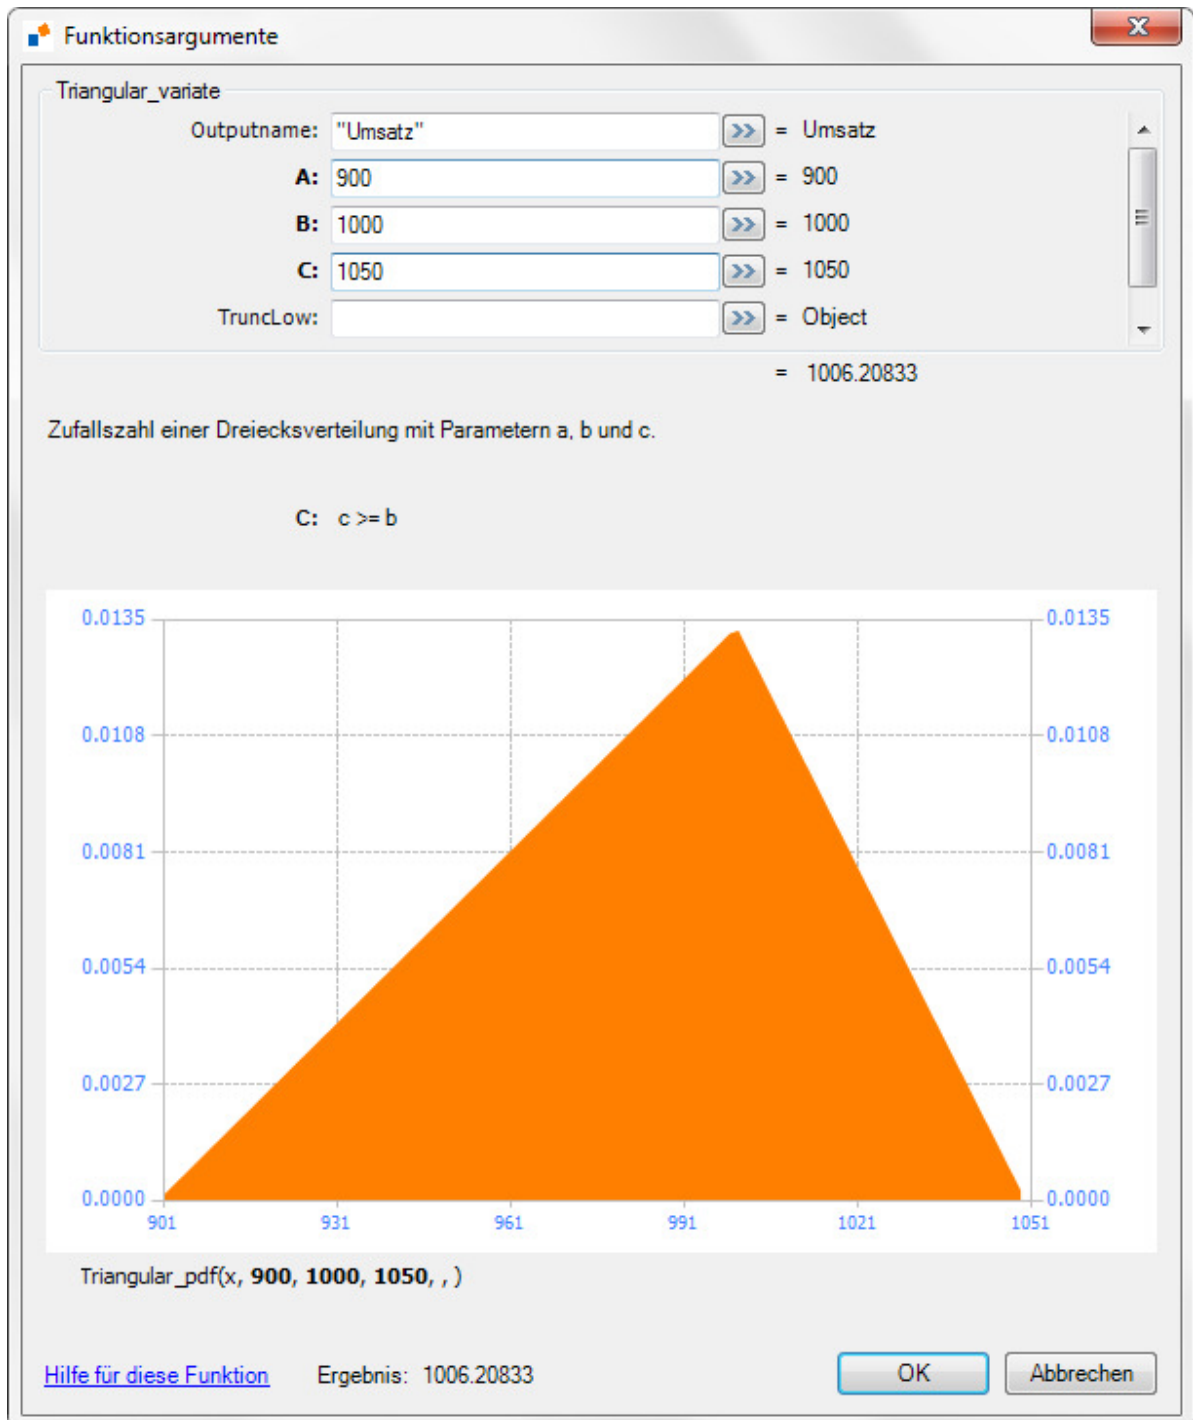 Funktionsargumente
Triangular_variate
Outputname: "Umsatz" >> = Umsatz
A: 900 >> = 900
B: 1000 >> = 1000
C: 1050 >> = 1050
TruncLow: >> = Object
= 1006.20833
Zufallszahl einer Dreiecksverteilung mit Parametern a, b und c.
C: c >= b
0.0135 0.0135
0.0108 0.0108
0.0081 0.0081
0.0054 0.0054
0.0027 0.0027
0.0000 0.0000
901 931 961 991 1021 1051
Triangular_pdf(x, 900, 1000, 1050, , )
Hilfe für diese Funktion Ergebnis: 1006.20833 OK Abbrechen